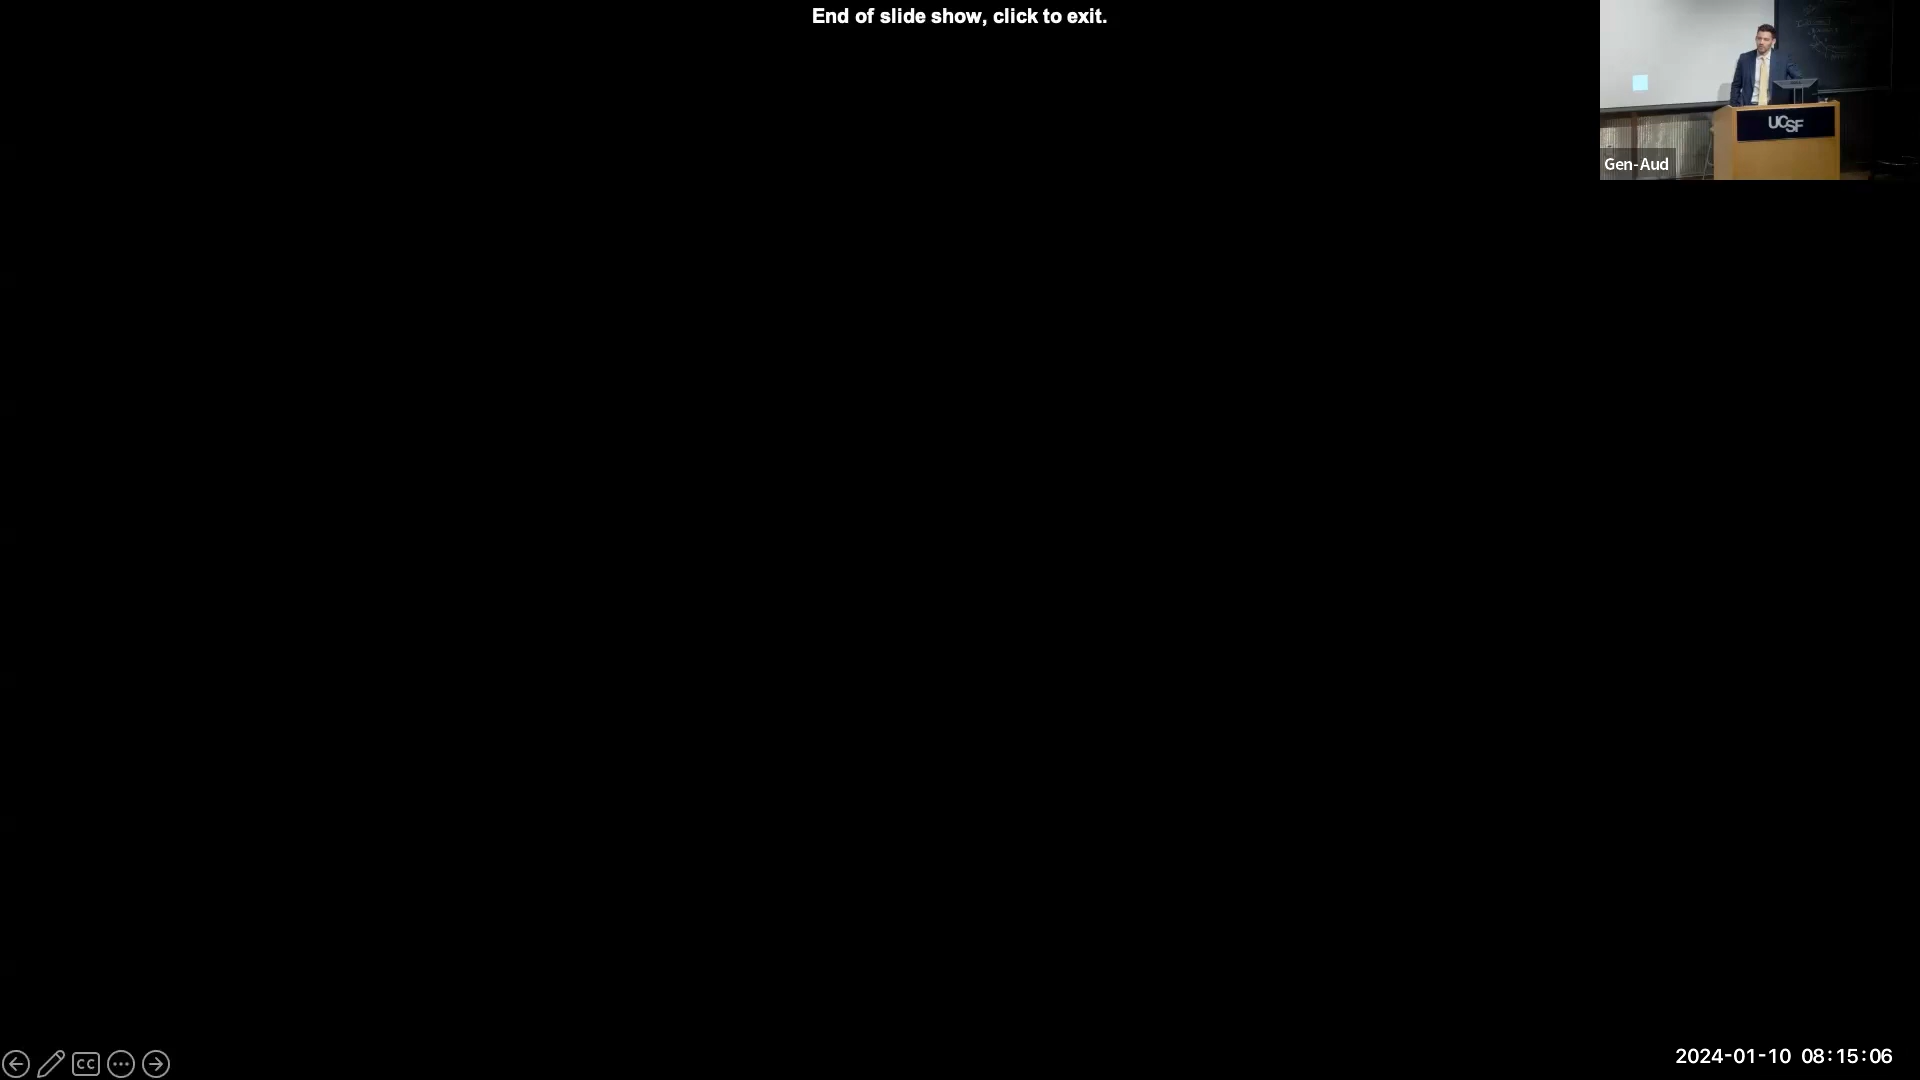 End of slide show, click to exit.
UCSF
Gen-Aud
CC
2024-01-10 08:15:06